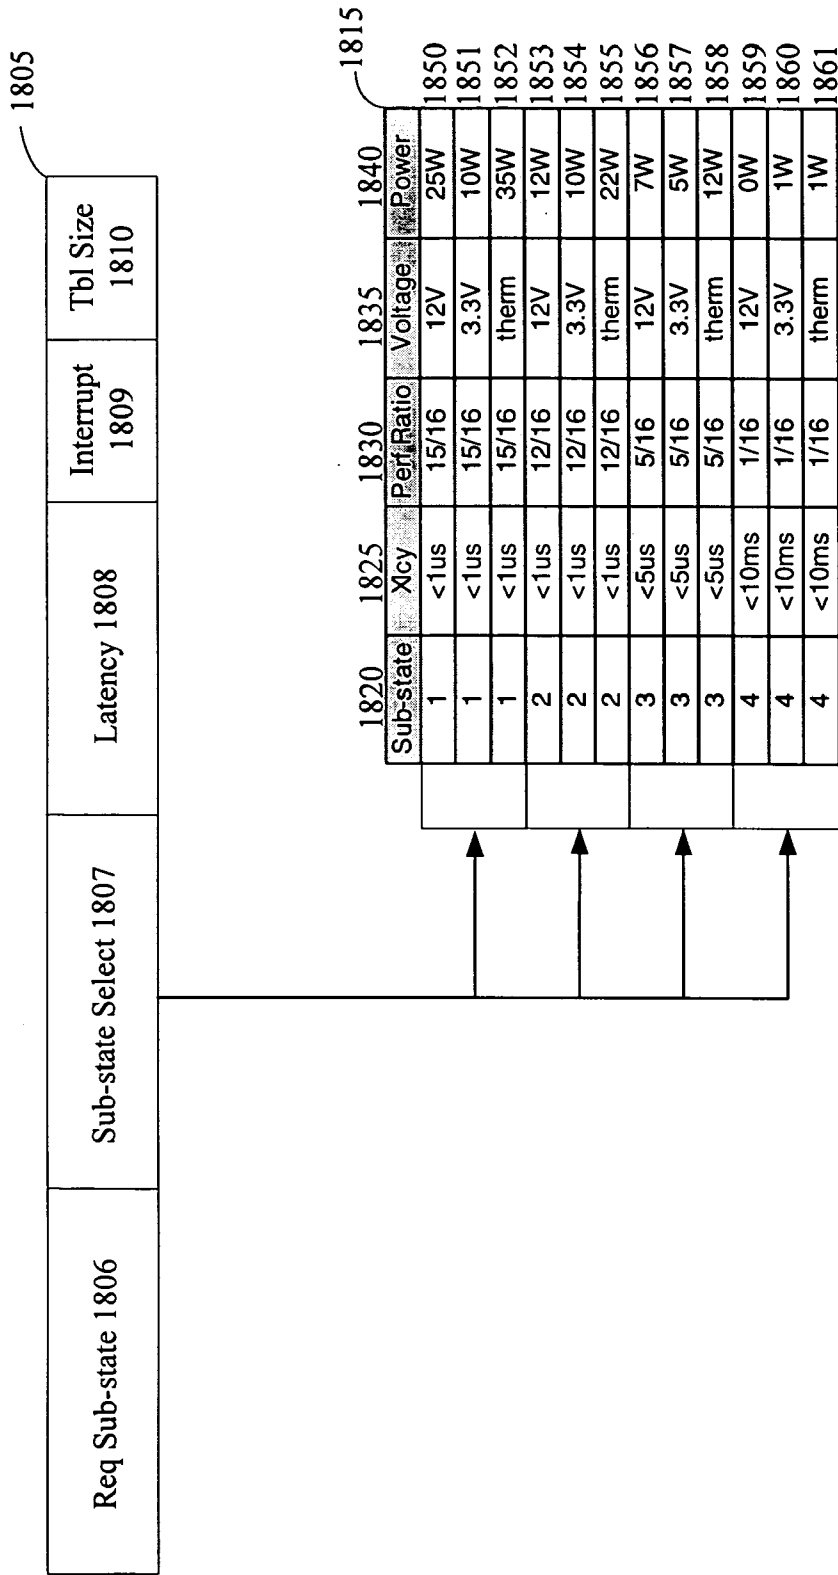 1805
Req Sub-state 1806 Sub-state Select 1807 Latency 1808 Interrupt 1809 Tbl Size 1810
1815
1820 1825 1830 1835 1840
Sub-state Xlcy Perf Ratio Voltage Power
1 <1us 15/16 12V 25W 1850
1 <1us 15/16 3.3V 10W 1851
1 <1us 15/16 therm 35W 1852
2 <1us 12/16 12V 12W 1853
2 <1us 12/16 3.3V 10W 1854
2 <1us 12/16 therm 22W 1855
3 <5us 5/16 12V 7W 1856
3 <5us 5/16 3.3V 5W 1857
3 <5us 5/16 therm 12W 1858
4 <10ms 1/16 12V 0W 1859
4 <10ms 1/16 3.3V 1W 1860
4 <10ms 1/16 therm 1W 1861